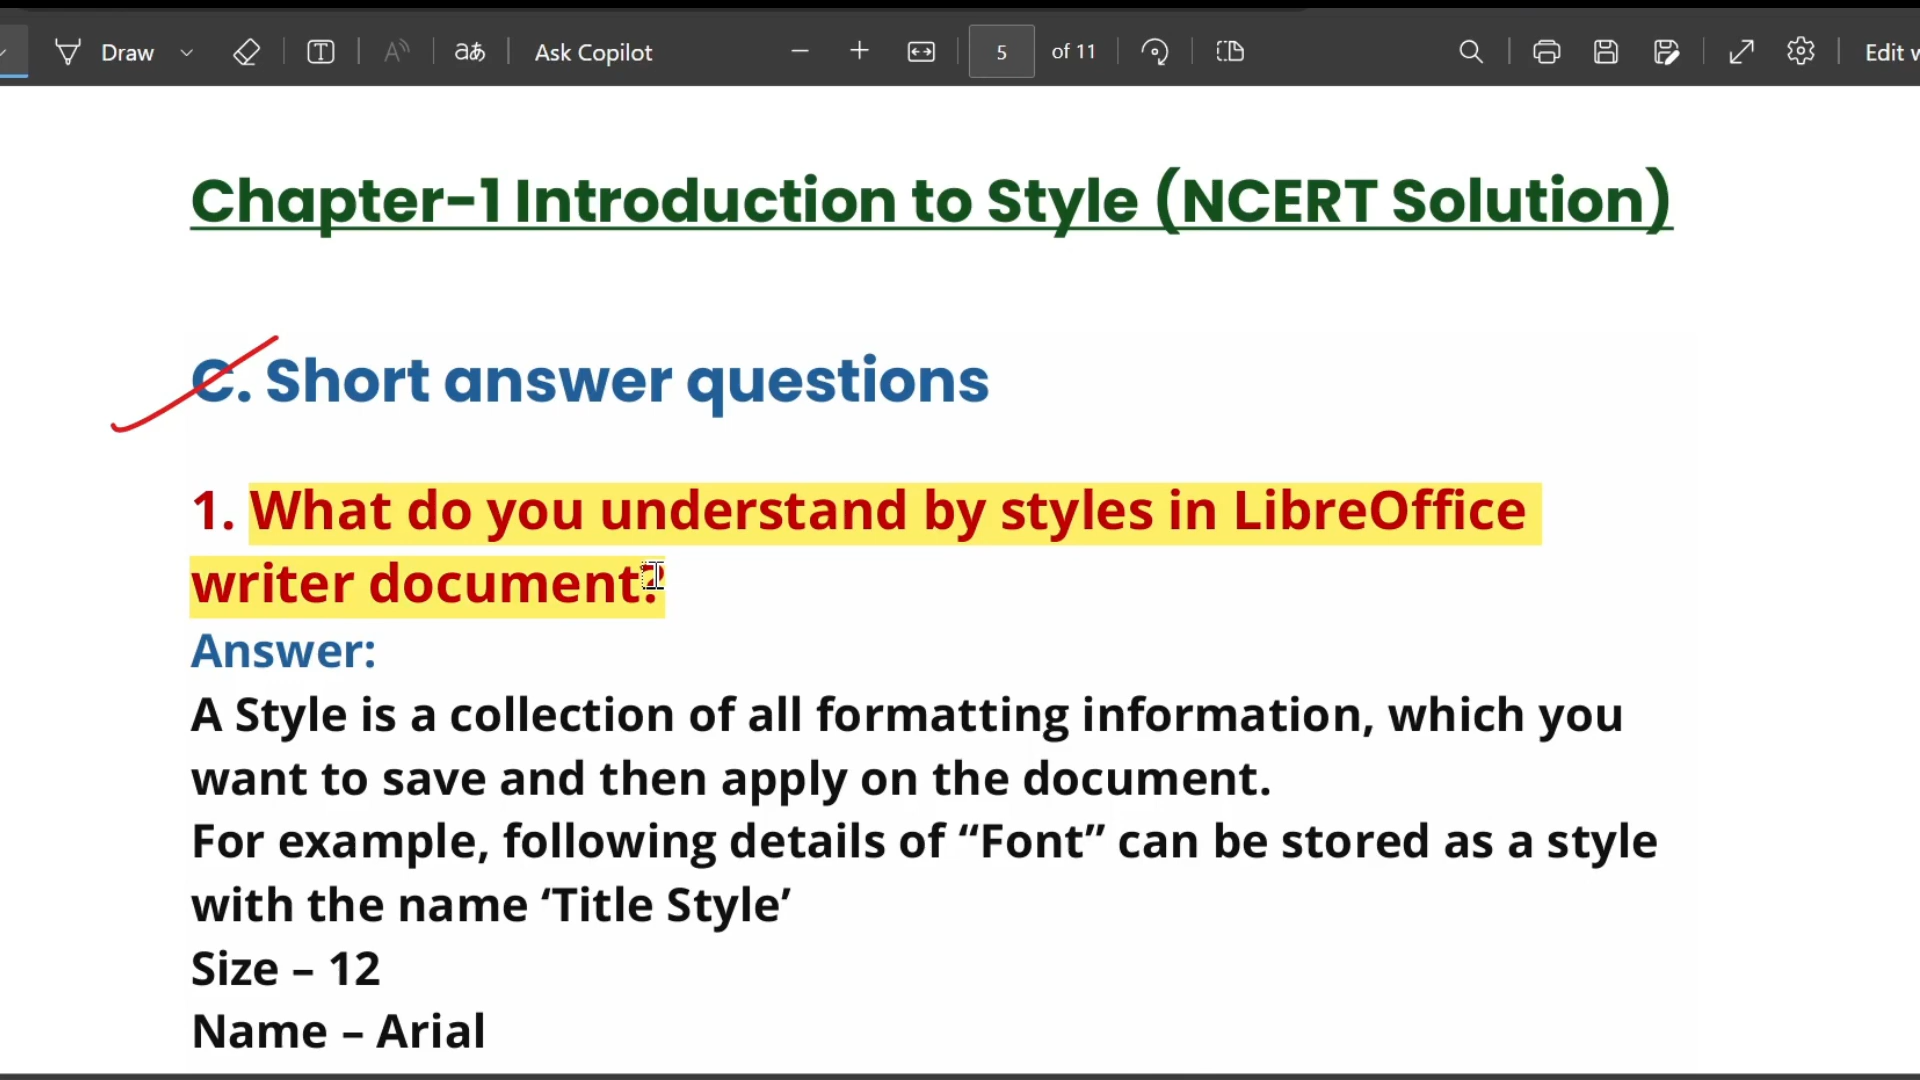 Draw
aあ
Ask Copilot
5 of 11
Chapter-1 Introduction to Style (NCERT Solution)
C. Short answer questions
1. What do you understand by styles in LibreOffice
writer document?
Answer:
A Style is a collection of all formatting information, which you
want to save and then apply on the document.
For example, following details of “Font” can be stored as a style
with the name ‘Title Style’
Size – 12
Name – Arial